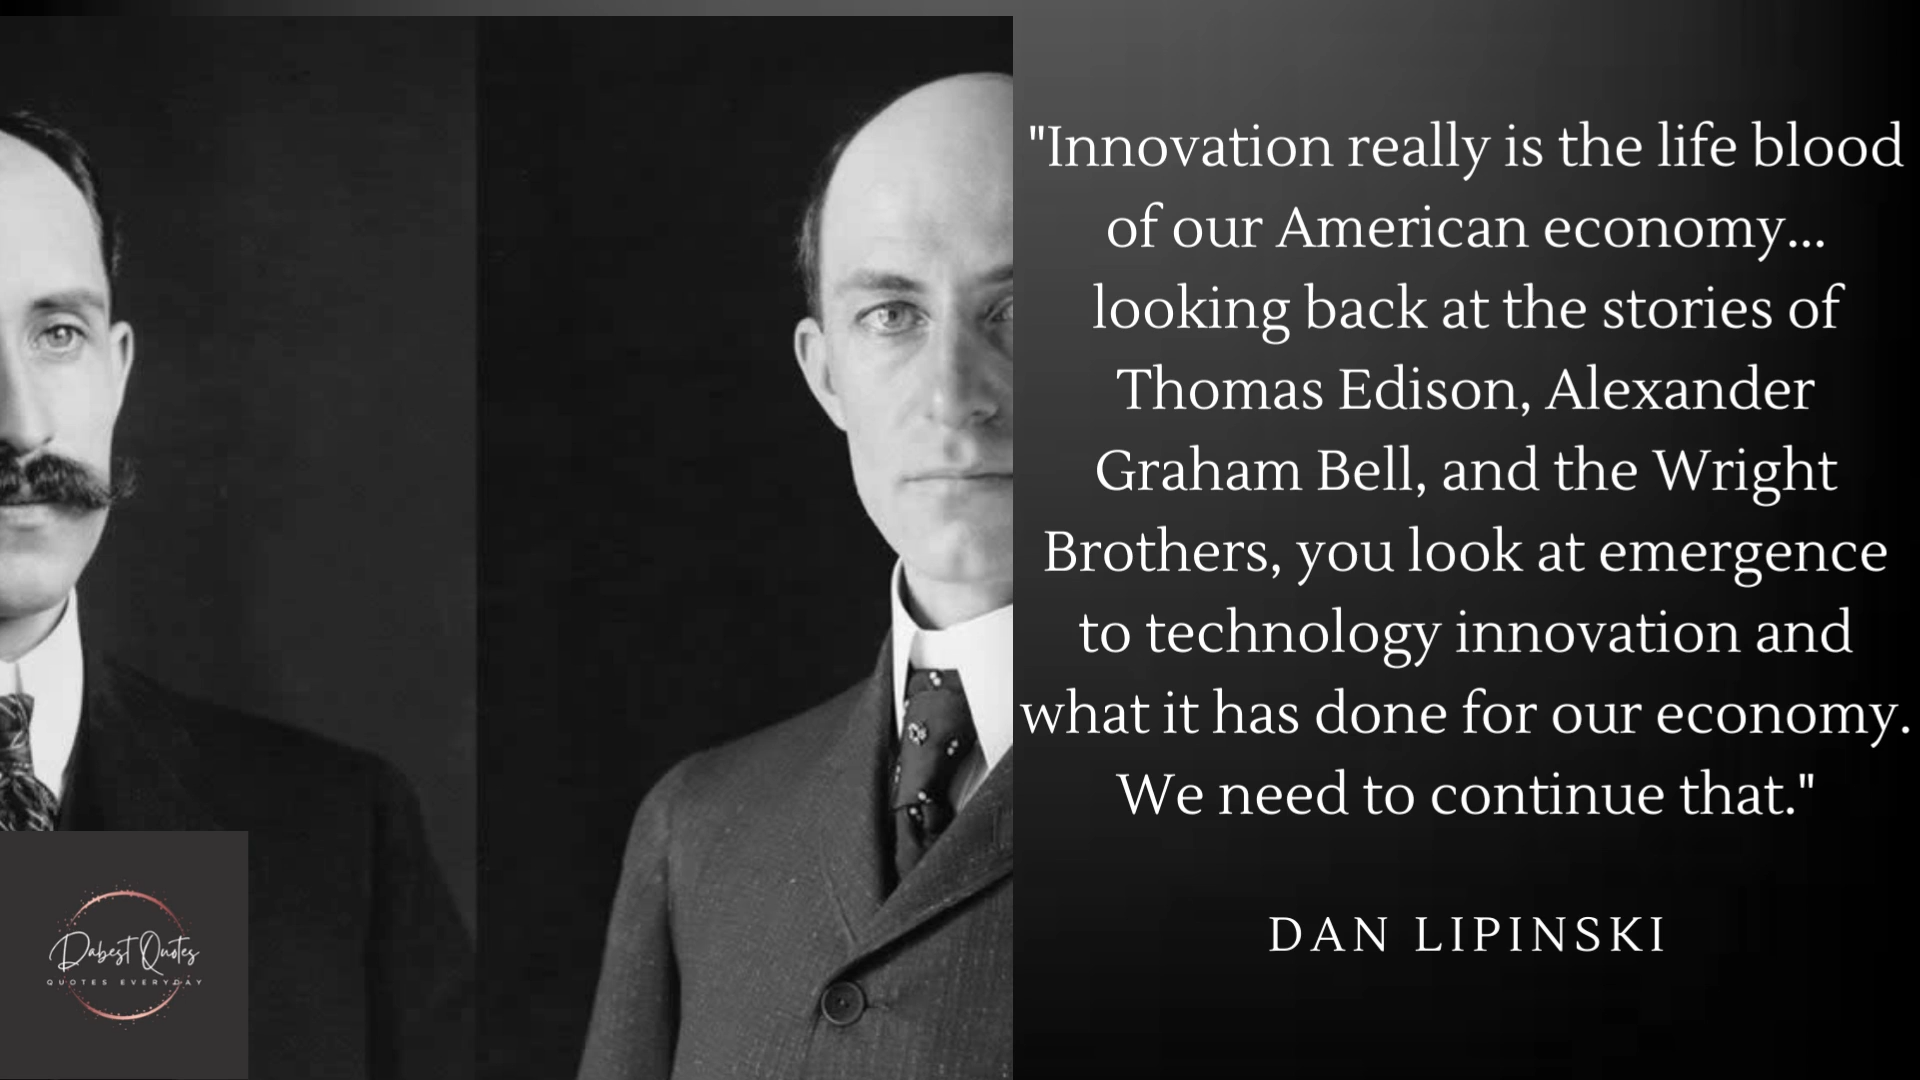 "Innovation really is the life blood
of our American economy...
looking back at the stories of
Thomas Edison, Alexander
Graham Bell, and the Wright
Brothers, you look at emergence
to technology innovation and
what it has done for our economy.
We need to continue that."
DAN LIPINSKI
Dabest Quotes
QUOTES EVERYDAY